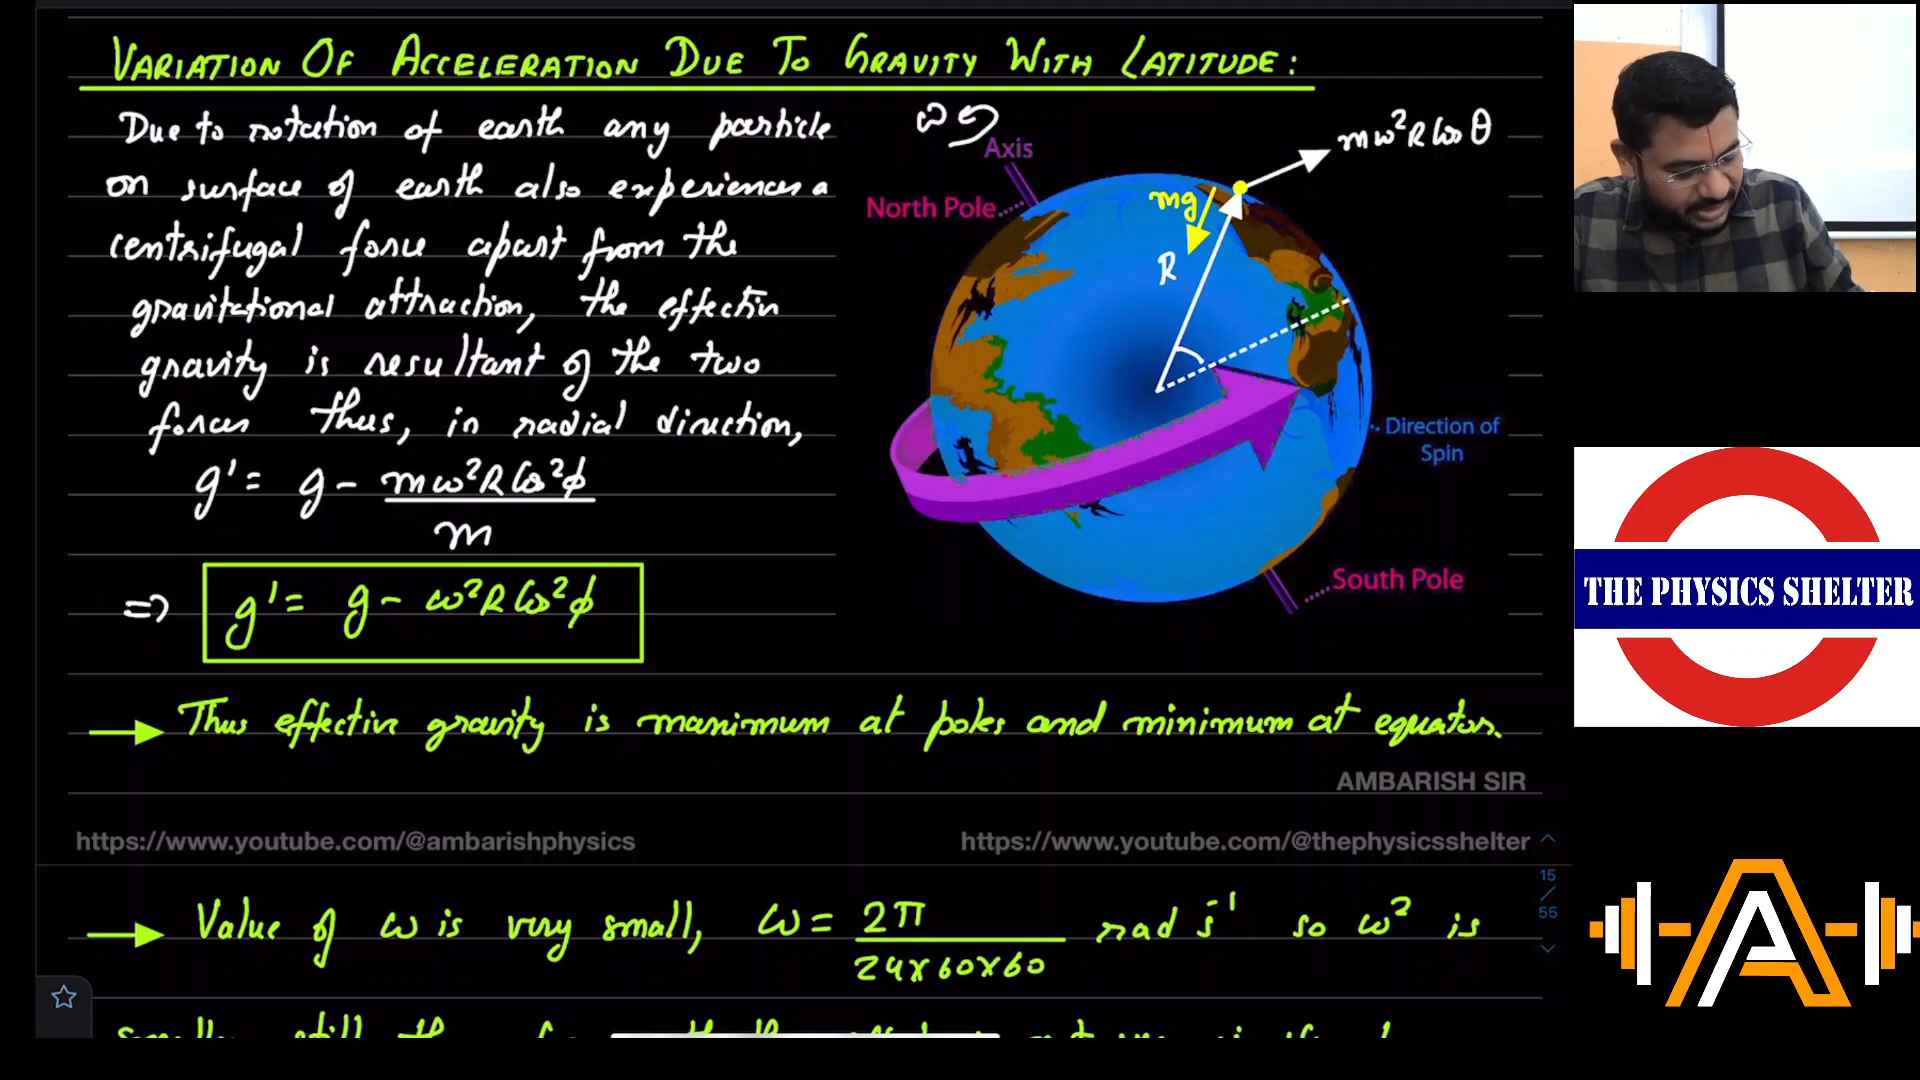 VARIATION OF ACCELERATION DUE TO GRAVITY WITH LATITUDE:
Due to rotation of earth any particle
on surface of earth also experiences a
centrifugal force apart from the
gravitational attraction, the effective
gravity is resultant of the two
forces thus, in radial direction,
g' = g - mω²R Cos²φ
m
=> g' = g - ω²R Cos²φ
ω
Axis
North Pole
mω²R Cos θ
mg
R
Direction of
Spin
South Pole
Thus effective gravity is maximum at poles and minimum at equator.
AMBARISH SIR
https://www.youtube.com/@ambarishphysics
https://www.youtube.com/@thephysicsshelter
15
/
55
Value of ω is very small, ω = 2π / 24x60x60 rad s⁻¹ so ω² is
THE PHYSICS SHELTER
A